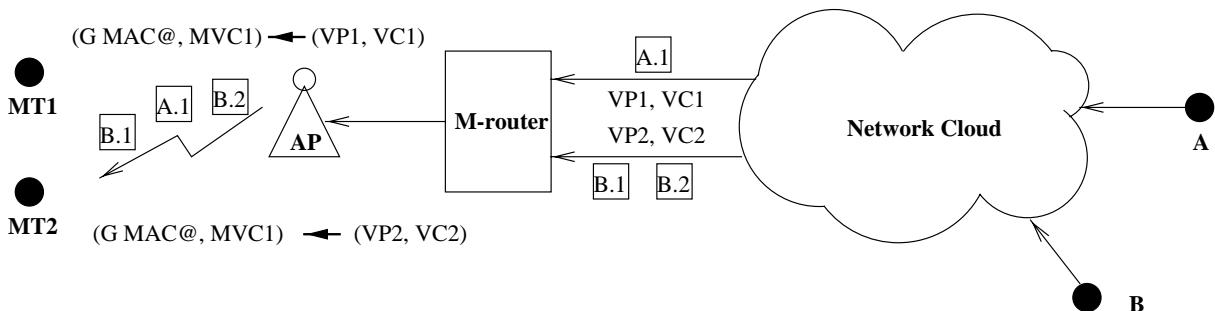 (G MAC@, MVC1) (VP1, VC1)
MT1
B.1
A.1
B.2
AP
M-router
A.1
VP1, VC1
VP2, VC2
B.1 B.2
Network Cloud
A
MT2
(G MAC@, MVC1) (VP2, VC2)
B